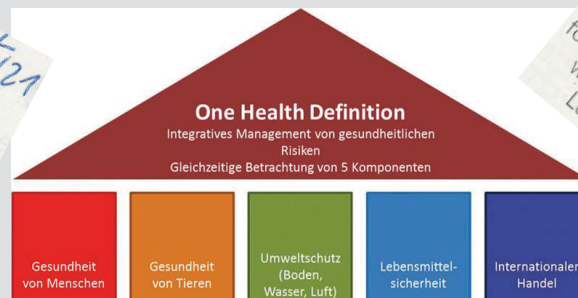 /21
One Health Definition
Integratives Management von gesundheitlichen
Risiken
Gleichzeitige Betrachtung von 5 Komponenten
Gesundheit
von Menschen
Gesundheit
von Tieren
Umweltschutz
(Boden,
Wasser, Luft)
Lebensmittel-
sicherheit
Internationaler
Handel